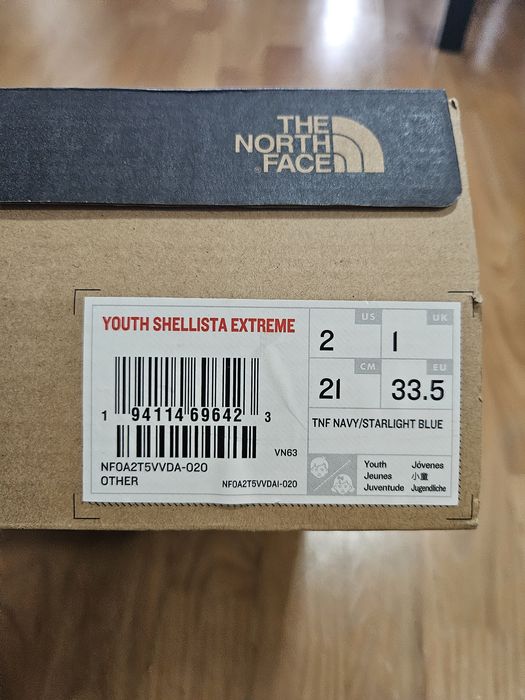 THE
NORTH
FACE
YOUTH SHELLISTA EXTREME
2 US
1 UK
21 CM
33.5 EU
1 94114 69642 3
TNF NAVY/STARLIGHT BLUE
VN63
NF0A2T5VVDA-020
OTHER
NF0A2T5VVDA1-020
Youth Jóvenes
Jeunes 小童
Juventude Jugendliche